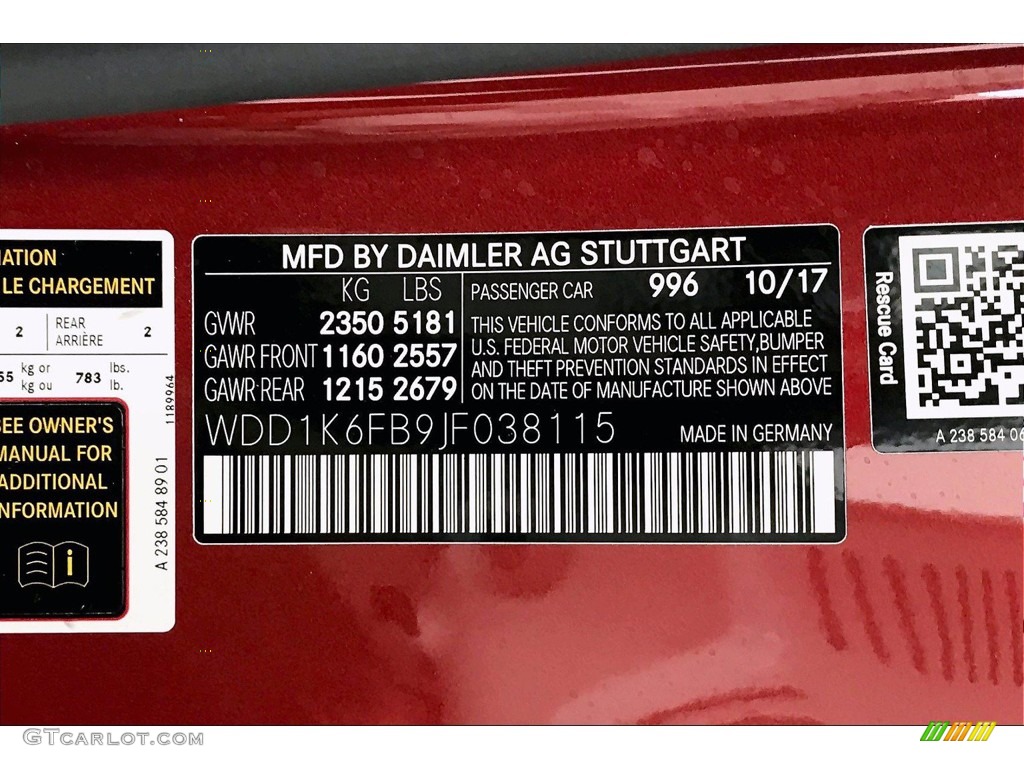 MATION
LE CHARGEMENT
2 REAR ARRIÈRE 2
kg or kg ou 783 lbs. lb.
1189964
SEE OWNER'S
MANUAL FOR
ADDITIONAL
INFORMATION
i
A 238 584 89 01
MFD BY DAIMLER AG STUTTGART
KG LBS
GVWR 2350 5181
GAWR FRONT 1160 2557
GAWR REAR 1215 2679
PASSENGER CAR 996 10/17
THIS VEHICLE CONFORMS TO ALL APPLICABLE
U.S. FEDERAL MOTOR VEHICLE SAFETY,BUMPER
AND THEFT PREVENTION STANDARDS IN EFFECT
ON THE DATE OF MANUFACTURE SHOWN ABOVE
WDD1K6FB9JF038115
MADE IN GERMANY
Rescue Card
A 238 584 06
GTcarlot.com